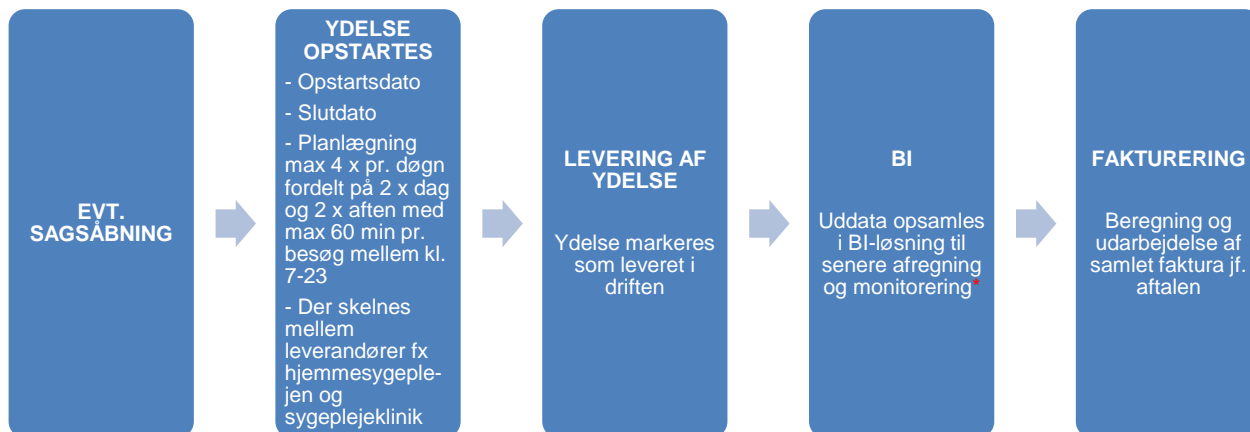 EVT.
SAGSÅBNING
YDELSE
OPSTARTES
- Opstartsdato
- Slutdato
- Planlægning
max 4 x pr. døgn
fordelt på 2 x dag
og 2 x aften med
max 60 min pr.
besøg mellem kl.
7-23
- Der skelnes
mellem
leverandører fx
hjemmesygeple-
jen og
sygeplejeklinik
LEVERING AF
YDELSE
Ydelse markeres
som leveret i
driften
BI
Uddata opsamles
i BI-løsning til
senere afregning
og monitorering*
FAKTURERING
Beregning og
udarbejdelse af
samlet faktura jf.
aftalen